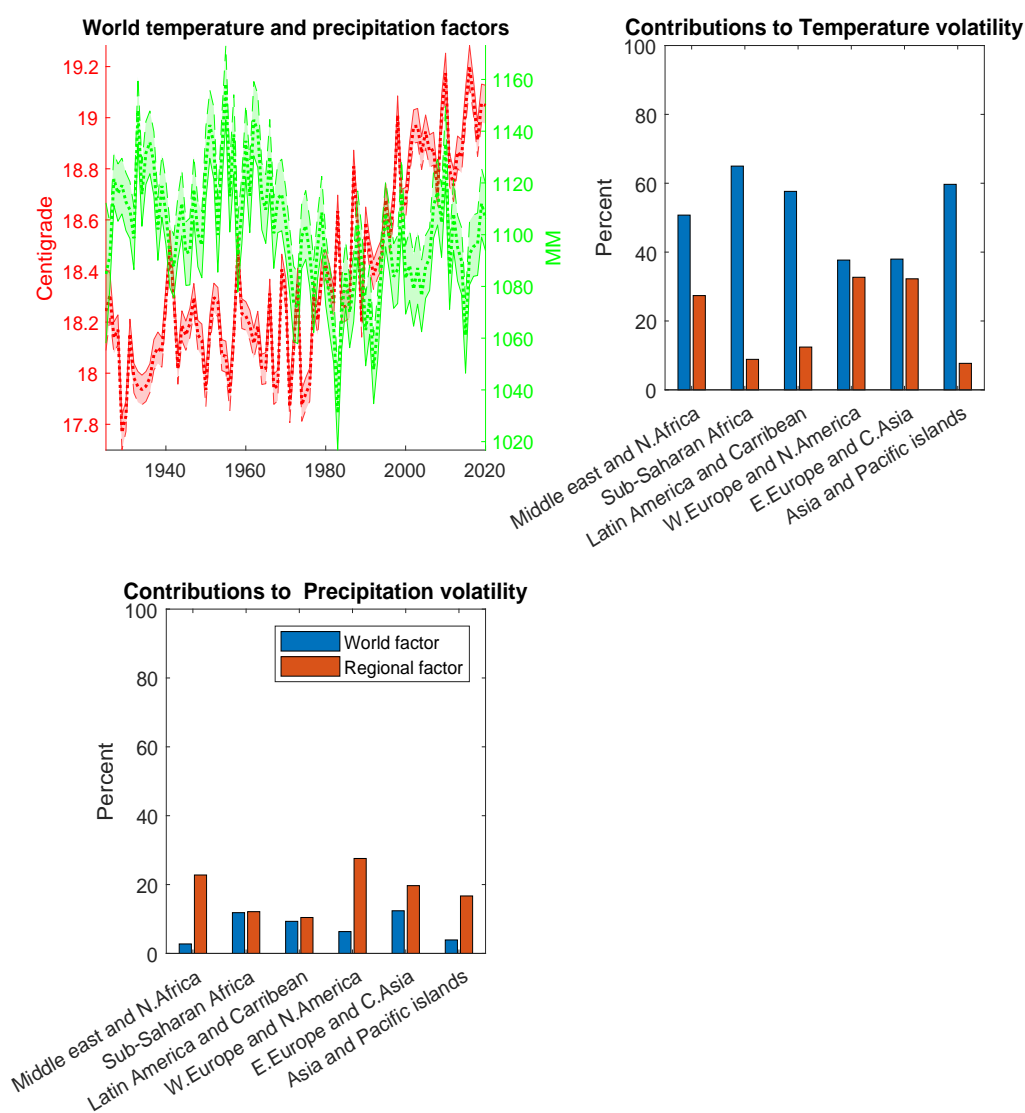 World temperature and precipitation factors
19.2
19
18.8
18.6
18.4
18.2
18
17.8
Centigrade
1160
1140
1120
1100
1080
1060
1040
1020
MM
1940
1960
1980
2000
2020
Contributions to Temperature volatility
100
80
60
40
20
0
Percent
Middle east and N.Africa
Sub-Saharan Africa
Latin America and Carribean
W.Europe and N.America
E.Europe and C.Asia
Asia and Pacific islands
Contributions to  Precipitation volatility
100
80
60
40
20
0
Percent
World factor
Regional factor
Middle east and N.Africa
Sub-Saharan Africa
Latin America and Carribean
W.Europe and N.America
E.Europe and C.Asia
Asia and Pacific islands